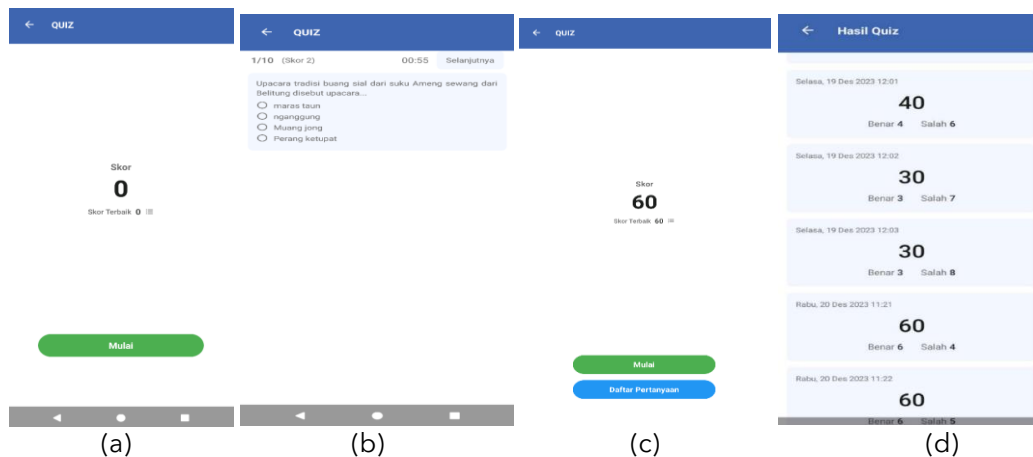 ← QUIZ
Skor
0
Skor Terbaik 0
Mulai
(a)
← QUIZ
1/10 (Skor 2) 00:55 Selanjutnya
Upacara tradisi buang sial dari suku Ameng sewang dari
Belitung disebut upacara...
maras taun
nganggung
Muang jong
Perang ketupat
(b)
← QUIZ
Skor
60
Skor Terbaik 60
Mulai
Daftar Pertanyaan
(c)
← Hasil Quiz
Selasa, 19 Des 2023 12:01
40
Benar 4 Salah 6
Selasa, 19 Des 2023 12:02
30
Benar 3 Salah 7
Selasa, 19 Des 2023 12:03
30
Benar 3 Salah 8
Rabu, 20 Des 2023 11:21
60
Benar 6 Salah 4
Rabu, 20 Des 2023 11:22
60
Benar 6 Salah 5
(d)